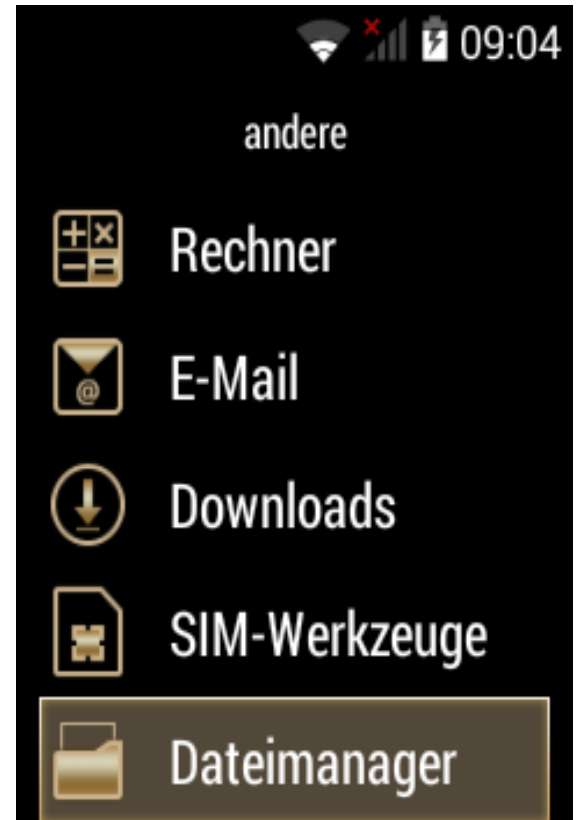 09:04
andere
Rechner
E-Mail
@
Downloads
SIM-Werkzeuge
Dateimanager